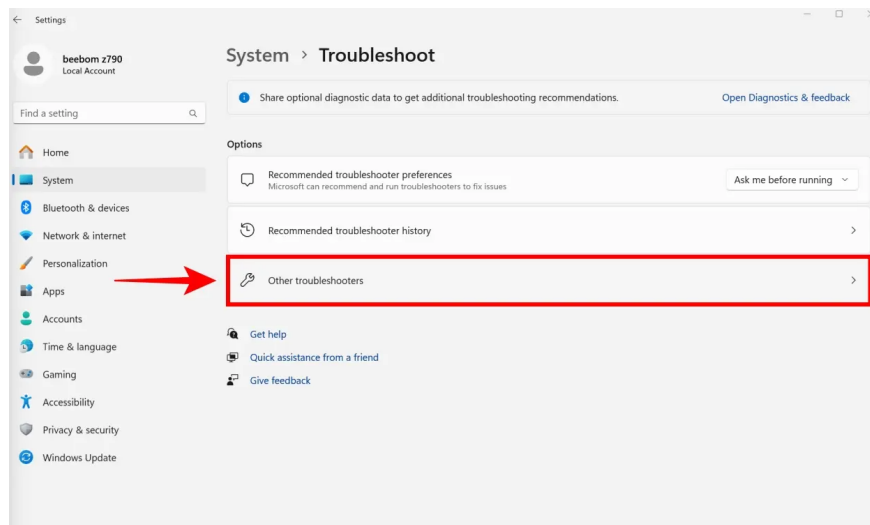 Settings
beebom z790
Local Account
Find a setting
Home
System
Bluetooth & devices
Network & internet
Personalization
Apps
Accounts
Time & language
Gaming
Accessibility
Privacy & security
Windows Update
System > Troubleshoot
Share optional diagnostic data to get additional troubleshooting recommendations. Open Diagnostics & feedback
Options
Recommended troubleshooter preferences
Microsoft can recommend and run troubleshooters to fix issues
Ask me before running
Recommended troubleshooter history
Other troubleshooters
Get help
Quick assistance from a friend
Give feedback